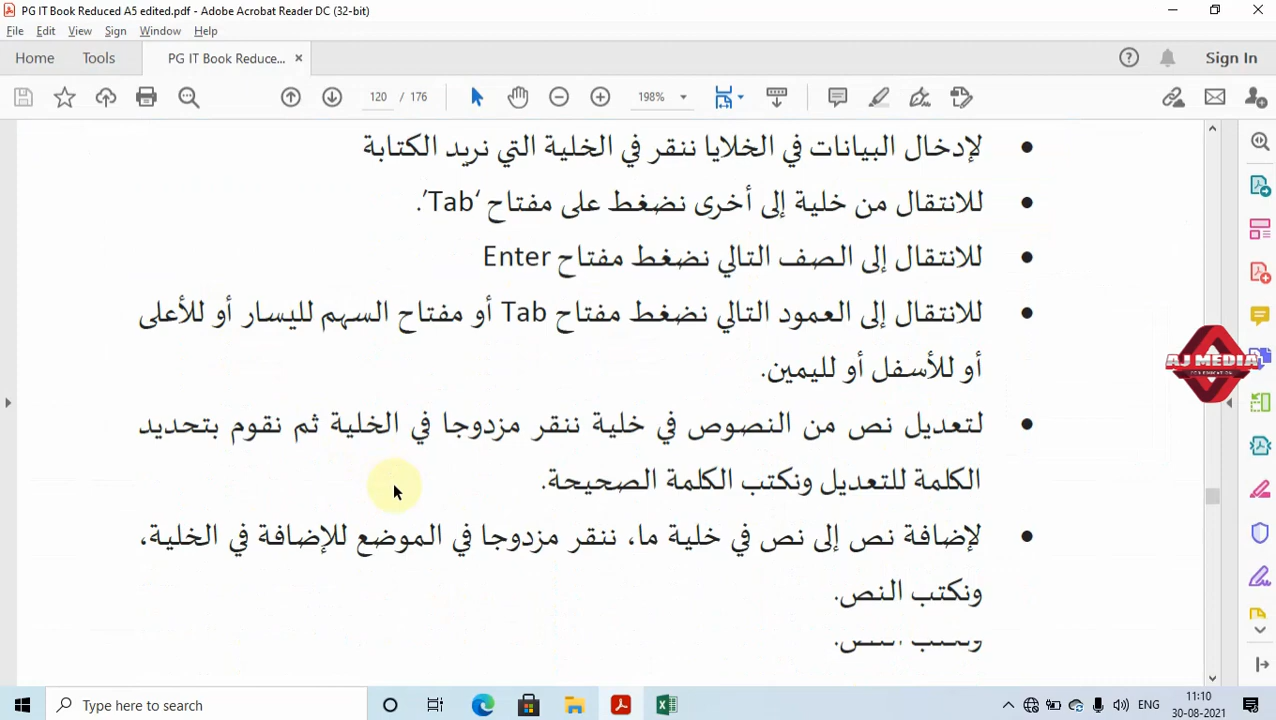 PG IT Book Reduced A5 edited.pdf - Adobe Acrobat Reader DC (32-bit)
File Edit View Sign Window Help
Home Tools PG IT Book Reduce... × Sign In
120 / 176 198%
لإدخال البيانات في الخلايا ننقر في الخلية التي نريد الكتابة
للانتقال من خلية إلى أخرى نضغط على مفتاح ‘Tab’.
للانتقال إلى الصف التالي نضغط مفتاح Enter
للانتقال إلى العمود التالي نضغط مفتاح Tab أو مفتاح السهم لليسار أو للأعلى
أو للأسفل أو لليمين.
لتعديل نص من النصوص في خلية ننقر مزدوجا في الخلية ثم نقوم بتحديد
الكلمة للتعديل ونكتب الكلمة الصحيحة.
لإضافة نص إلى نص في خلية ما، ننقر مزدوجا في الموضع للإضافة في الخلية،
ونكتب النص.
AJ MEDIA
FOR EDUCATION
Type here to search
ENG
11:10
30-08-2021